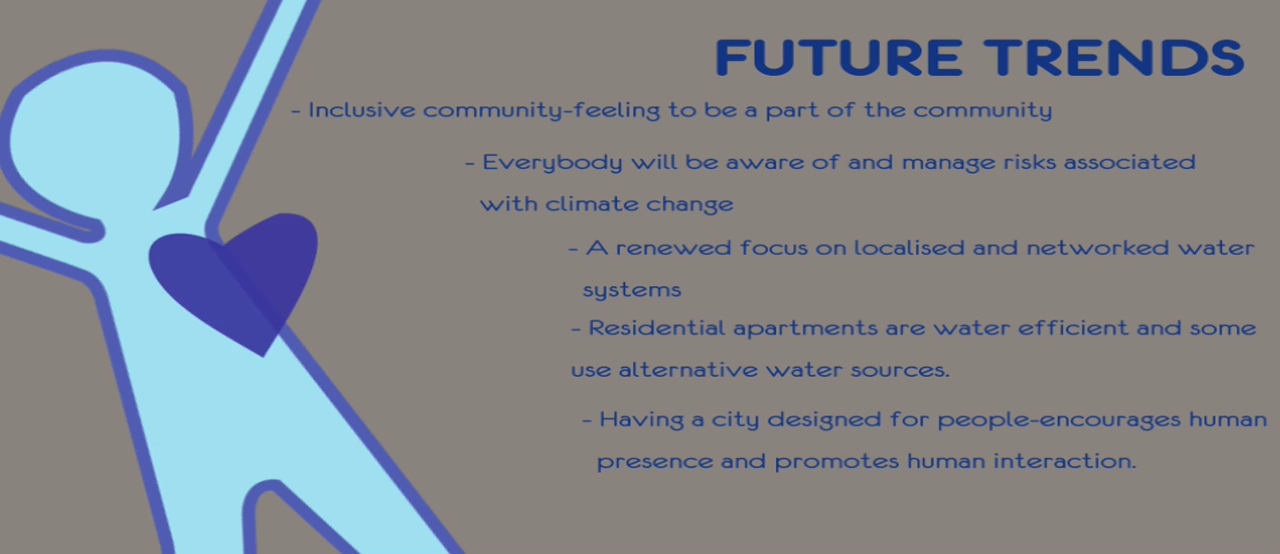 FUTURE TRENDS
- Inclusive community-feeling to be a part of the community
- Everybody will be aware of and manage risks associated
with climate change
- A renewed focus on localised and networked water
systems
- Residential apartments are water efficient and some
use alternative water sources.
- Having a city designed for people-encourages human
presence and promotes human interaction.